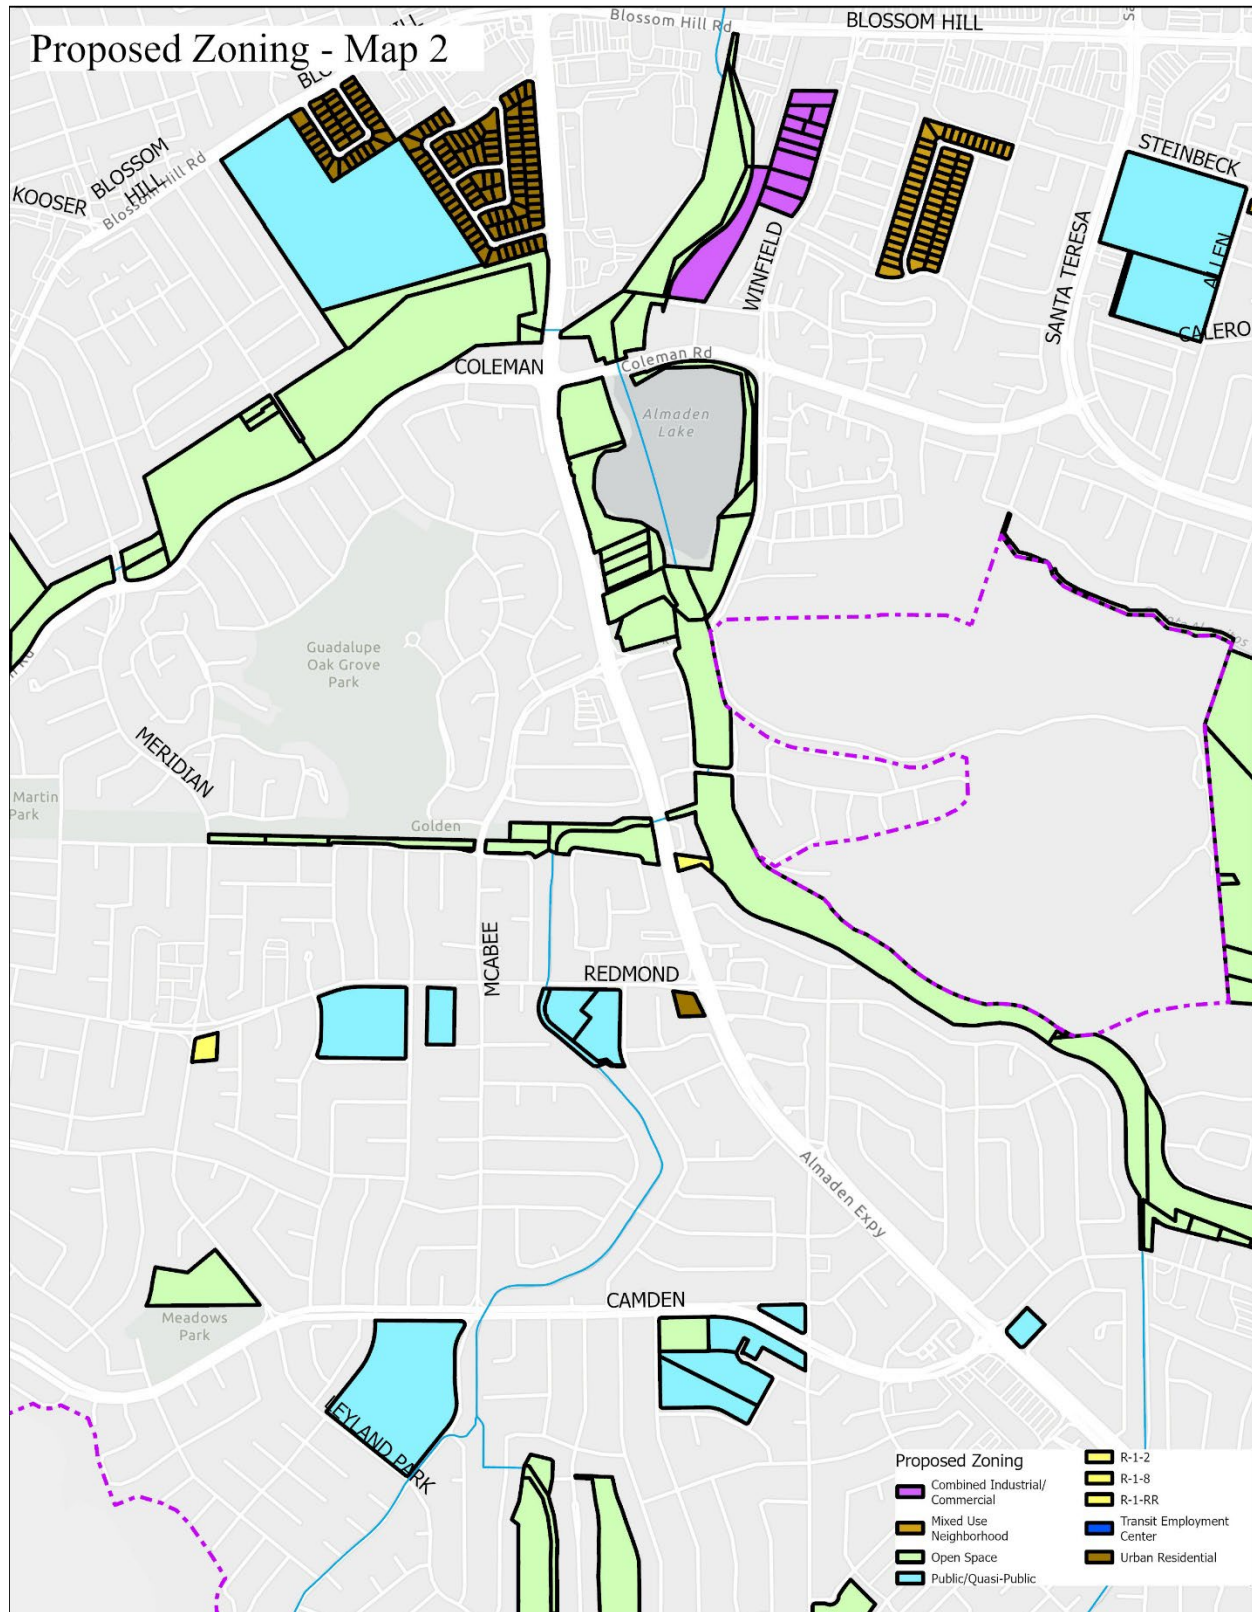 Proposed Zoning - Map 2
Blossom Hill Rd
BLOSSOM HILL
BLOSSOM
HILL
KOOSER
Blossom Hill Rd
STEINBECK
ALLEN
SANTA TERESA
CALERO
WINFIELD
COLEMAN
Coleman Rd
Almaden
Lake
Guadalupe
Oak Grove
Park
MERIDIAN
Martin
Park
Golden
MCABEE
REDMOND
Almaden Expy
CAMDEN
Meadows
Park
LEYLAND PARK
Proposed Zoning
Combined Industrial/
Commercial
Mixed Use
Neighborhood
Open Space
Public/Quasi-Public
R-1-2
R-1-8
R-1-RR
Transit Employment
Center
Urban Residential